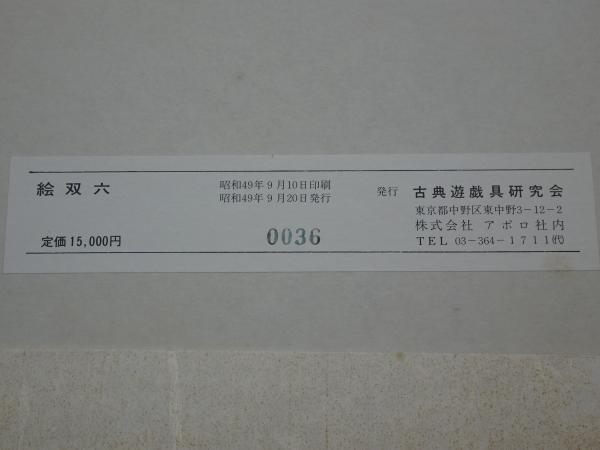 絵双六
定価15,000円
昭和49年9月10日印刷
昭和49年9月20日発行
0036
発行 古典遊戯具研究会
東京都中野区東中野3-12-2
株式会社 アポロ社内
TEL 03-364-1711(代)